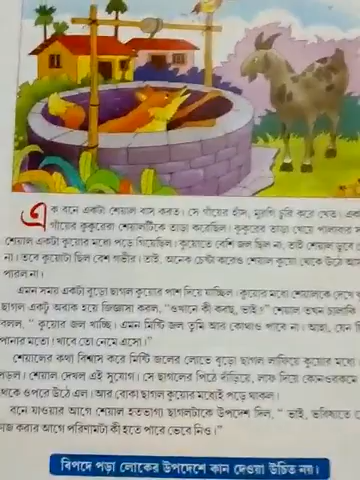 এক বনে একটা শেয়াল বাস করত। সে গাঁয়ের হাঁস, মুরগি চুরি করে খেত।
গাঁয়ের কুকুরেরা শেয়ালটিকে তাড়া করেছিল। কুকুরের তাড়া খেয়ে পালাবার
শেয়াল একটা কুয়োর মধ্যে পড়ে গিয়েছিল। কুয়োতে বেশি জল ছিল না। তাই শেয়াল ডুবে
না। তবে কুয়োটা ছিল বেশ গভীর। তাই, অনেক চেষ্টা করেও শেয়াল কুয়ো থেকে উঠে
পারল না।
এমন সময় একটা বুড়ো ছাগল কুয়োর পাশ দিয়ে যাচ্ছিল। কুয়োর মধ্যে শেয়ালকে দেখে
ছাগল একটু অবাক হয়ে জিজ্ঞাসা করল, "ওখানে কী করছ, ভাই?" শেয়াল তখন চালাকি
বলল, " কুয়োর জল খাচ্ছি। এমন মিষ্টি জল তুমি আর কোথাও পাবে না। আহা, যেন
পানার মতো! খাবে তো নেমে এসো।"
শেয়ালের কথা বিশ্বাস করে মিষ্টি জলের লোভে বুড়ো ছাগল লাফিয়ে কুয়োর মধ্যে
পড়ল। শেয়াল দেখল এই সুযোগ। সে ছাগলের পিঠে দাঁড়িয়ে, লাফ দিয়ে কোনওরকমে
থেকে ওপরে উঠে এল। আর বোকা ছাগল কুয়োর মধ্যেই পড়ে থাকল।
বনে যাওয়ার আগে শেয়াল হতভাগ্য ছাগলটাকে উপদেশ দিল, " ভাই, ভবিষ্যতে
কাজ করার আগে পরিণামটা কী হতে পারে ভেবে নিও।"
বিপদে পড়া লোকের উপদেশে কান দেওয়া উচিত নয়।